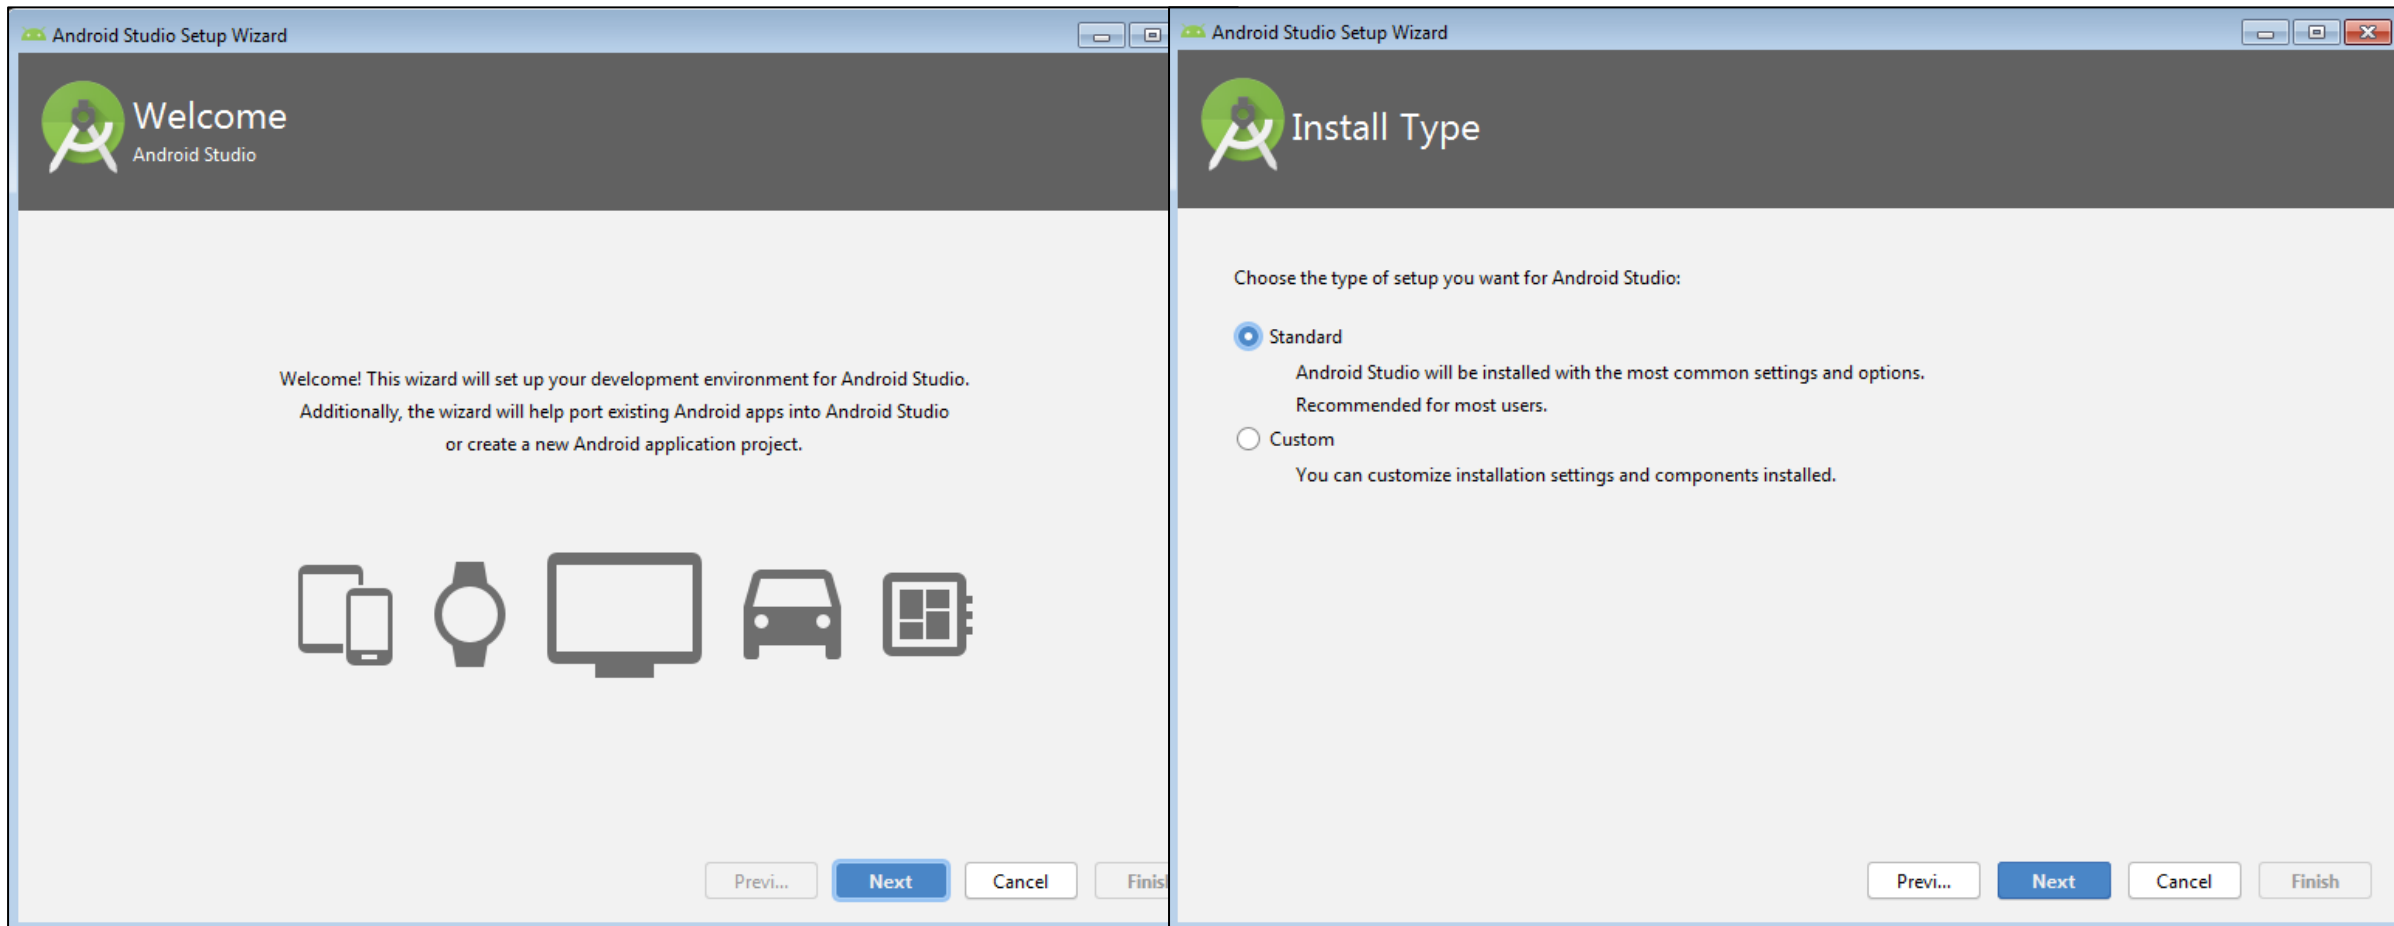 Android Studio Setup Wizard
Welcome
Android Studio
Welcome! This wizard will set up your development environment for Android Studio.
Additionally, the wizard will help port existing Android apps into Android Studio
or create a new Android application project.
Previ...
Next
Cancel
Finis
Android Studio Setup Wizard
Install Type
Choose the type of setup you want for Android Studio:
Standard
Android Studio will be installed with the most common settings and options.
Recommended for most users.
Custom
You can customize installation settings and components installed.
Previ...
Next
Cancel
Finish